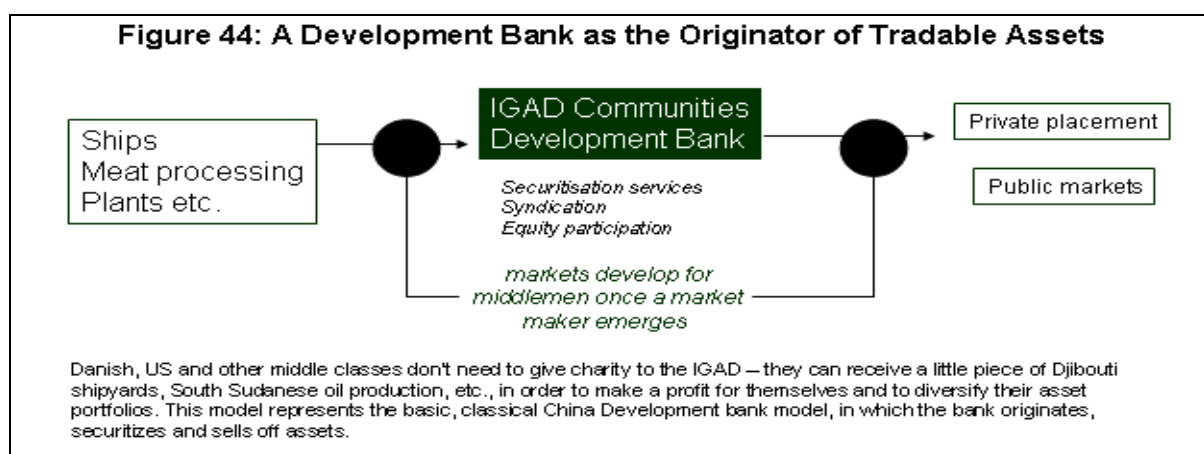 Figure 44: A Development Bank as the Originator of Tradable Assets
Ships
Meat processing
Plants etc.
IGAD Communities
Development Bank
Securitisation services
Syndication
Equity participation
markets develop for
middlemen once a market
maker emerges
Private placement
Public markets
Danish, US and other middle classes don't need to give charity to the IGAD – they can receive a little piece of Djibouti
shipyards, South Sudanese oil production, etc., in order to make a profit for themselves and to diversify their asset
portfolios. This model represents the basic, classical China Development bank model, in which the bank originates,
securitizes and sells off assets.